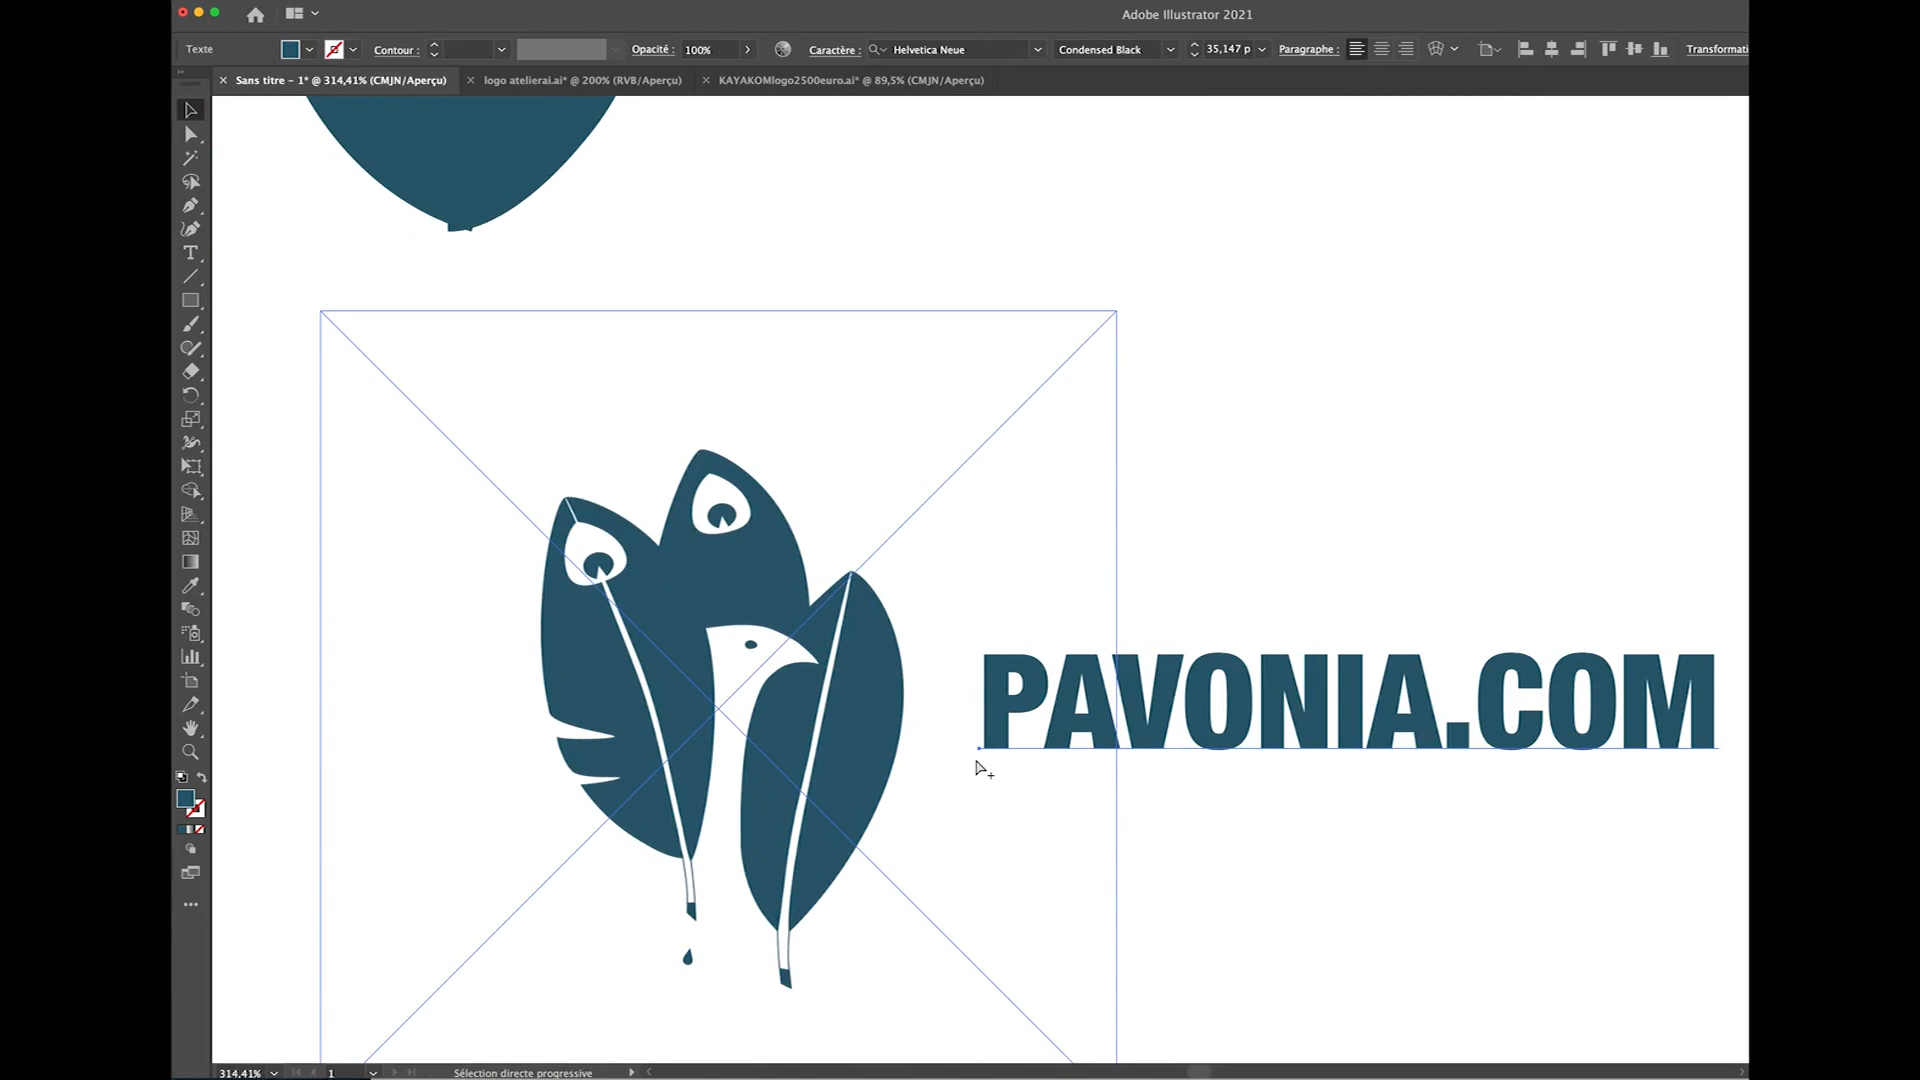 Adobe Illustrator 2021
Texte Contour : Opacité : 100% Caractère : Helvetica Neue Condensed Black 35,147 p Paragraphe : Transformati
Sans titre – 1* @ 314,41% (CMJN/Aperçu) logo atelierai.ai* @ 200% (RVB/Aperçu) KAYAKOMlogo2500euro.ai* @ 89,5% (CMJN/Aperçu)
PAVONIA.COM
314,41% 1 Sélection directe progressive